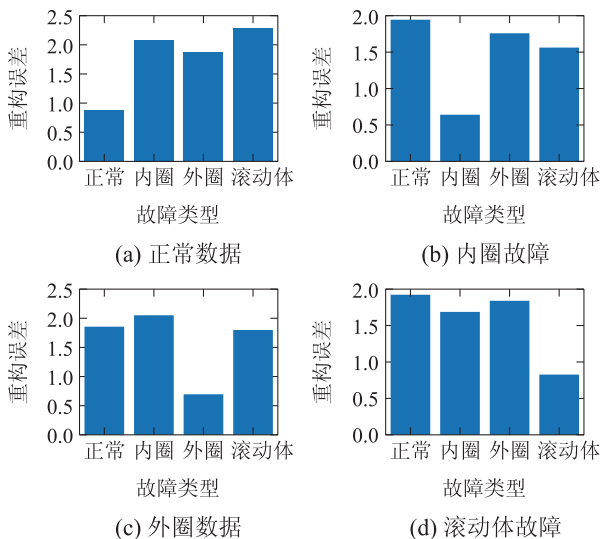 重构误差
2.5
2.0
1.5
1.0
0.5
0.0
正常 内圈 外圈 滚动体
故障类型
(a) 正常数据
重构误差
2.0
1.5
1.0
0.5
0.0
正常 内圈 外圈 滚动体
故障类型
(b) 内圈故障
重构误差
2.5
2.0
1.5
1.0
0.5
0.0
正常 内圈 外圈 滚动体
故障类型
(c) 外圈数据
重构误差
2.0
1.5
1.0
0.5
0.0
正常 内圈 外圈 滚动体
故障类型
(d) 滚动体故障